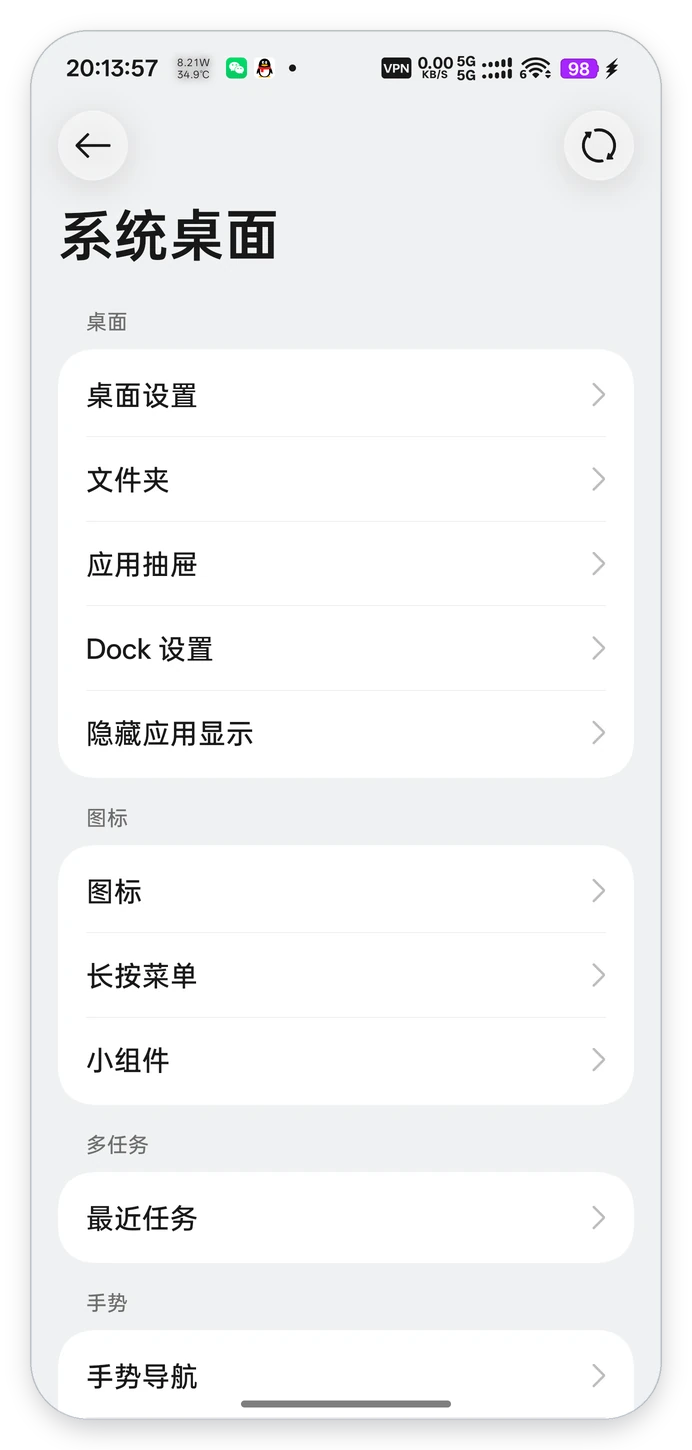 20:13:57 8.21W 34.9℃ VPN 0.00 KB/S 5G 5G 6 98
系统桌面
桌面
桌面设置
文件夹
应用抽屉
Dock 设置
隐藏应用显示
图标
图标
长按菜单
小组件
多任务
最近任务
手势
手势导航